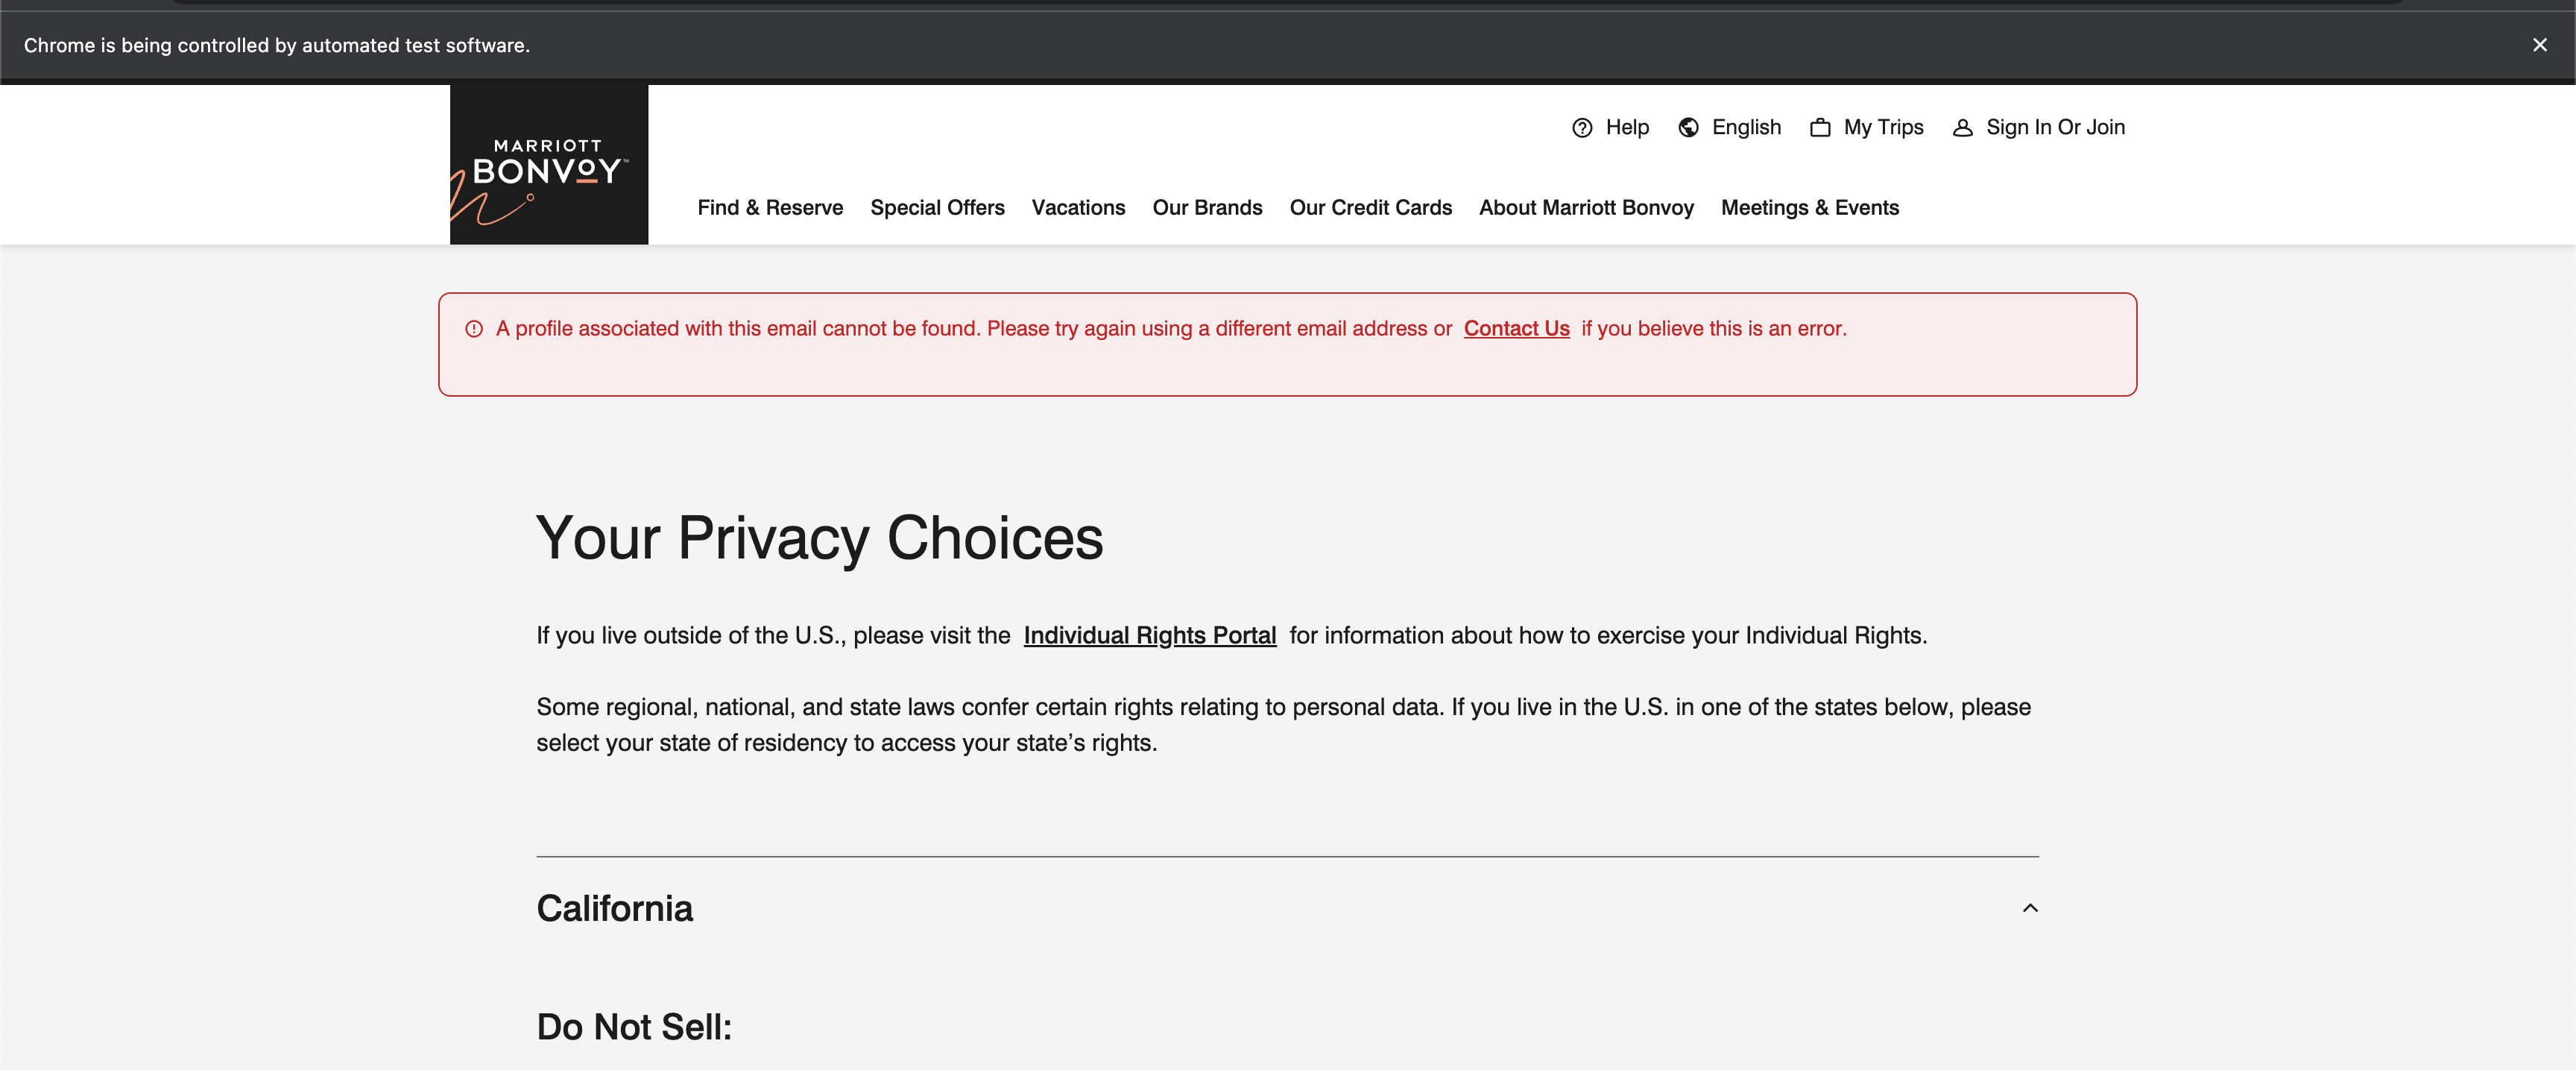 Chrome is being controlled by automated test software.
MARRIOTT
BONVOY™
Help
English
My Trips
Sign In Or Join
Find & Reserve
Special Offers
Vacations
Our Brands
Our Credit Cards
About Marriott Bonvoy
Meetings & Events
A profile associated with this email cannot be found. Please try again using a different email address or Contact Us if you believe this is an error.
Your Privacy Choices
If you live outside of the U.S., please visit the Individual Rights Portal for information about how to exercise your Individual Rights.
Some regional, national, and state laws confer certain rights relating to personal data. If you live in the U.S. in one of the states below, please
select your state of residency to access your state’s rights.
California
Do Not Sell: